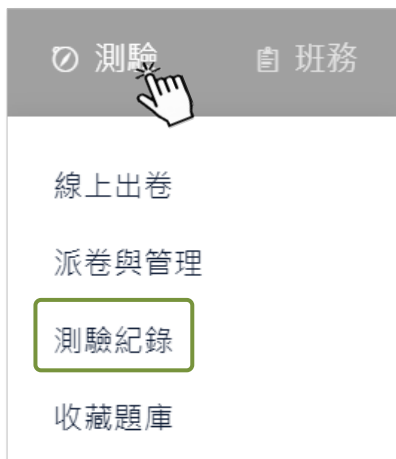 測驗 班務
線上出卷
派卷與管理
測驗紀錄
收藏題庫